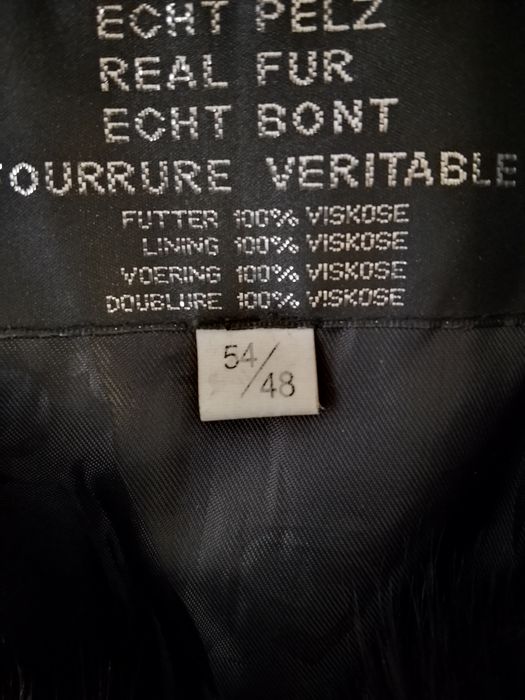 ECHT PELZ
REAL FUR
ECHT BONT
FOURRURE VERITABLE
FUTTER 100% VISKOSE
LINING 100% VISKOSE
VOERING 100% VISKOSE
DOUBLURE 100% VISKOSE
54/48